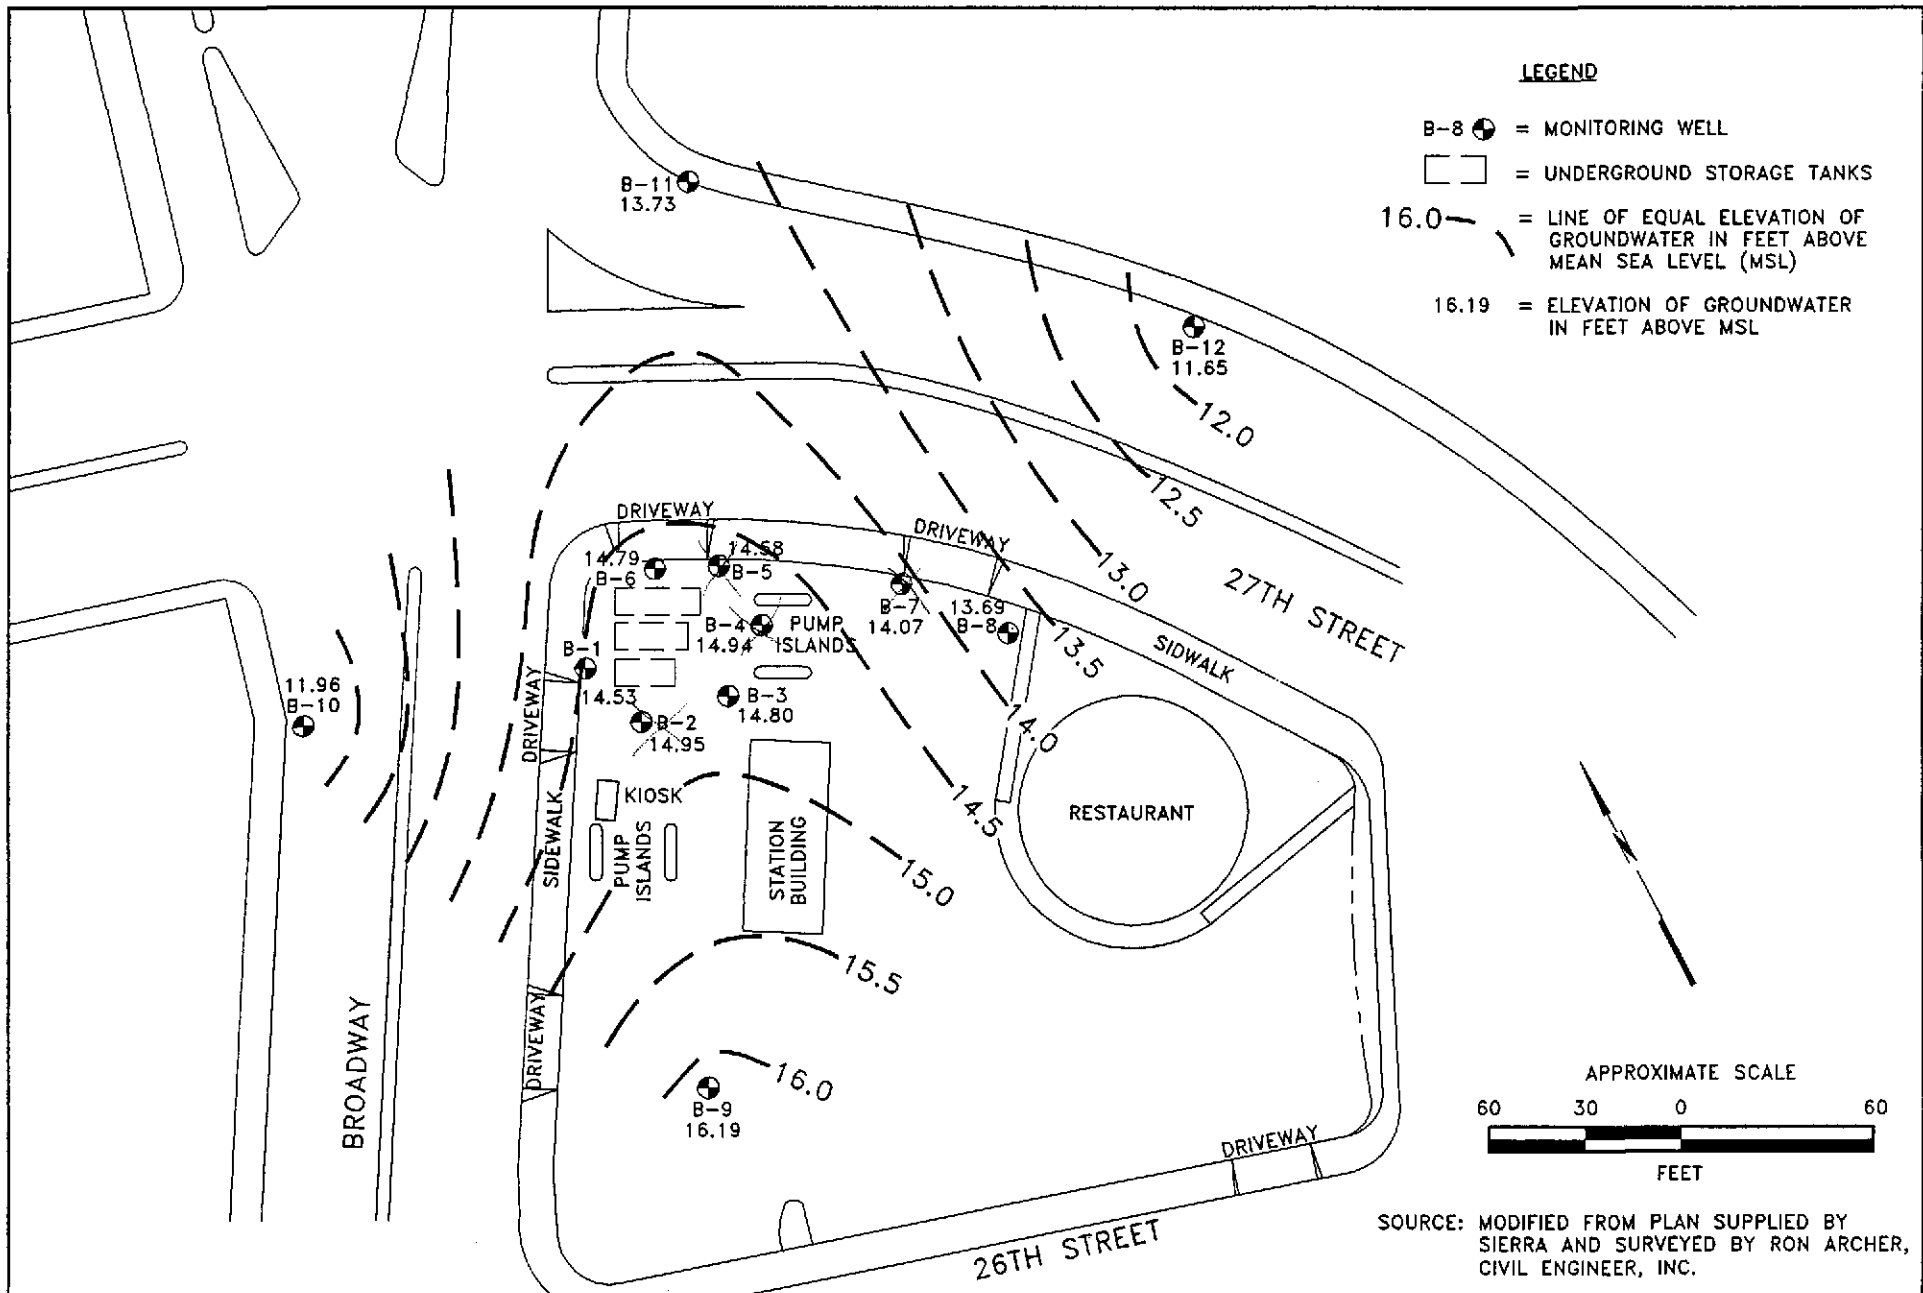 LEGEND
B-8 = MONITORING WELL
= UNDERGROUND STORAGE TANKS
16.0 = LINE OF EQUAL ELEVATION OF
GROUNDWATER IN FEET ABOVE
MEAN SEA LEVEL (MSL)
16.19 = ELEVATION OF GROUNDWATER
IN FEET ABOVE MSL
B-11
13.73
B-12
11.65
12.0
12.5
13.0
27TH STREET
DRIVEWAY
DRIVEWAY
14.58
B-5
14.79
B-6
B-7
14.07
13.69
B-8
B-4
14.94
PUMP
ISLANDS
13.5
SIDWALK
B-1
14.53
B-3
14.80
B-2
14.95
11.96
B-10
DRIVEWAY
14.0
KIOSK
14.5
RESTAURANT
SIDEWALK
PUMP
ISLANDS
STATION
BUILDING
15.0
15.5
DRIVEWAY
BROADWAY
16.0
B-9
16.19
DRIVEWAY
26TH STREET
APPROXIMATE SCALE
60 30 0 60
FEET
SOURCE: MODIFIED FROM PLAN SUPPLIED BY
SIERRA AND SURVEYED BY RON ARCHER,
CIVIL ENGINEER, INC.